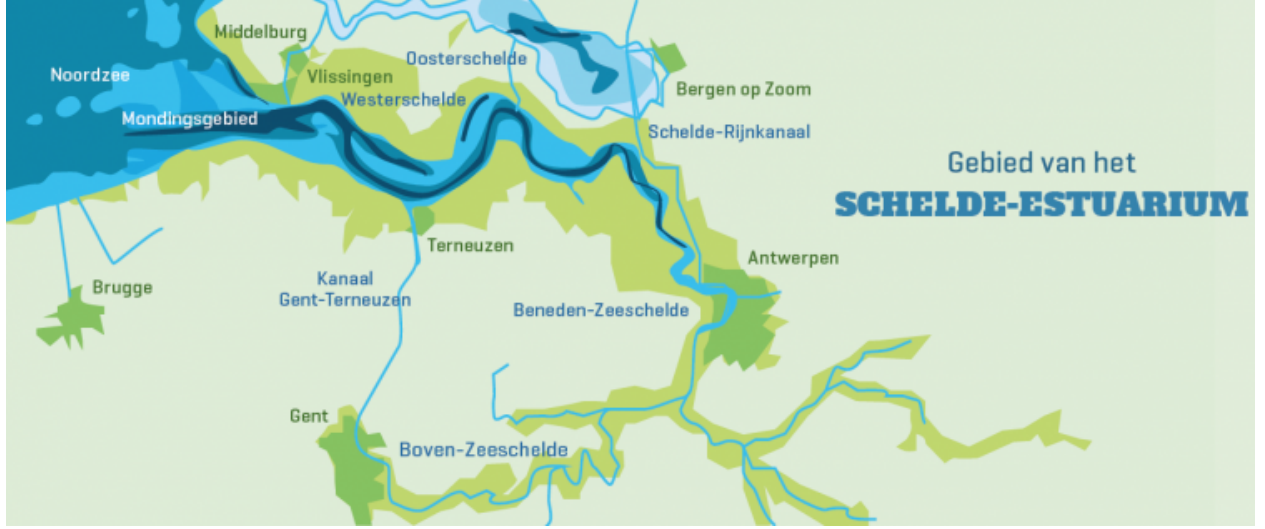 Middelburg
Oosterschelde
Noordzee
Vlissingen
Bergen op Zoom
Westerschelde
Mondingsgebied
Schelde-Rijnkanaal
Gebied van het
SCHELDE-ESTUARIUM
Terneuzen
Antwerpen
Kanaal
Gent-Terneuzen
Brugge
Beneden-Zeeschelde
Gent
Boven-Zeeschelde